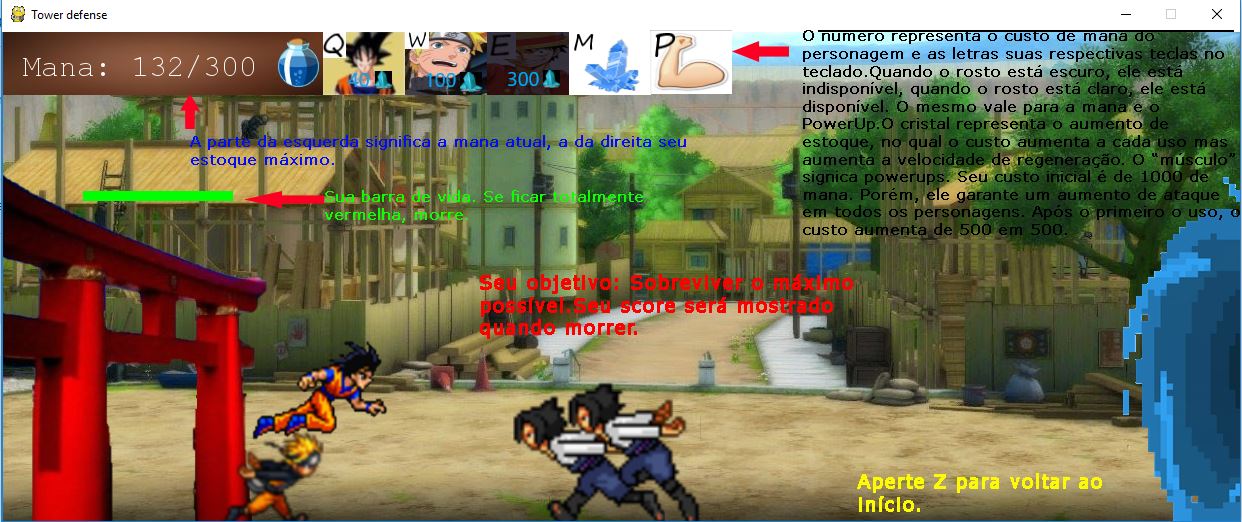 Tower defense
Mana: 132/300
Q
40
W
100
E
300
M
P
O número representa o custo de mana do
personagem e as letras suas respectivas teclas no
teclado.Quando o rosto está escuro, ele está
indisponível, quando o rosto está claro, ele está
disponível. O mesmo vale para a mana e o
PowerUp.O cristal representa o aumento de
estoque, no qual o custo aumenta a cada uso mas
aumenta a velocidade de regeneração. O “músculo”
signica powerups. Seu custo inicial é de 1000 de
mana. Porém, ele garante um aumento de ataque
em todos os personagens. Após o primeiro o uso, o
custo aumenta de 500 em 500.
A parte da esquerda significa a mana atual, a da direita seu
estoque máximo.
Sua barra de vida. Se ficar totalmente
vermelha, morre.
Seu objetivo: Sobreviver o máximo
possível.Seu score será mostrado
quando morrer.
Aperte Z para voltar ao
início.